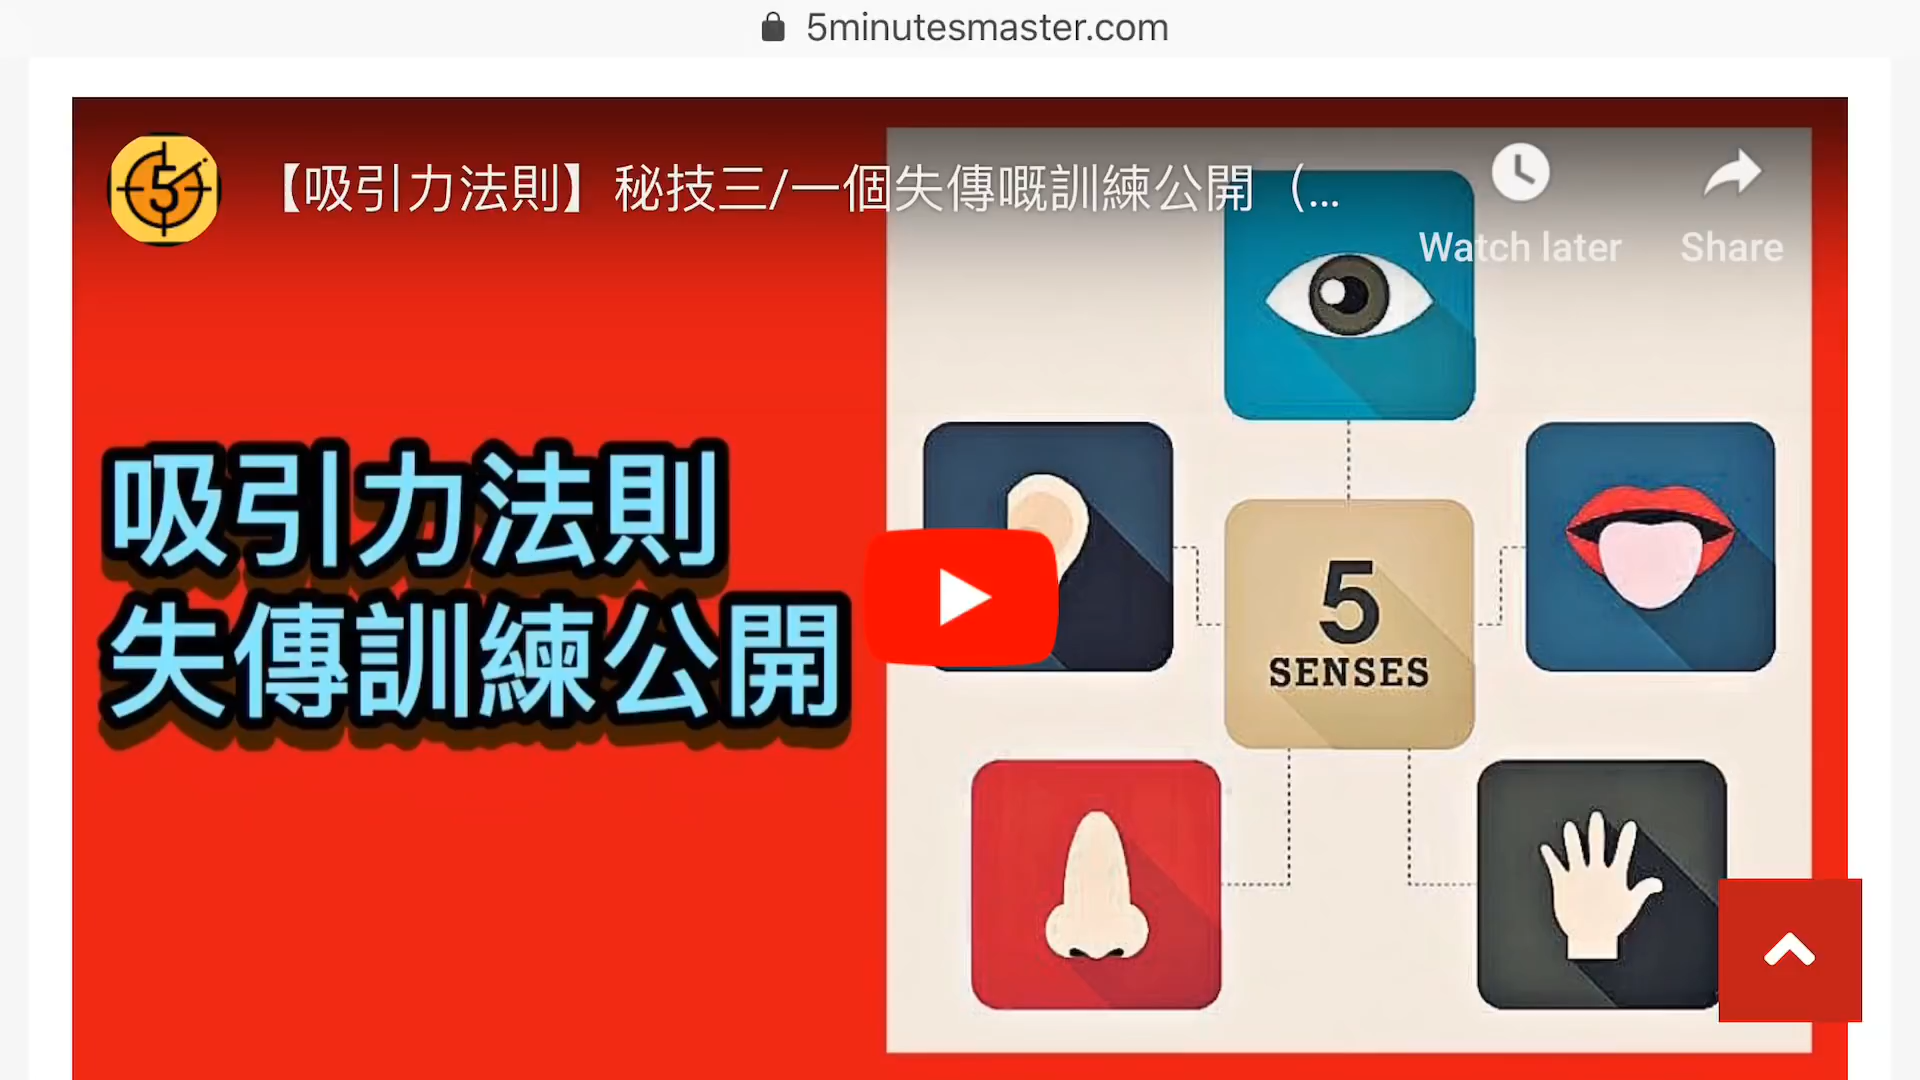 5minutesmaster.com
5
【吸引力法則】秘技三/一個失傳嘅訓練公開（...
Watch later
Share
吸引力法則
失傳訓練公開
5
SENSES